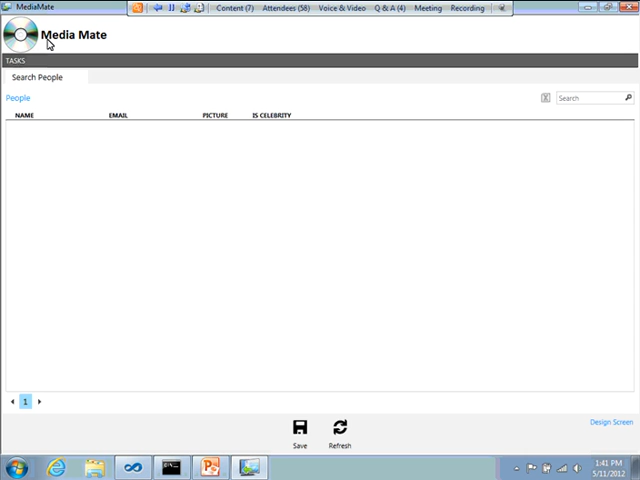 MediaMate
Content (7) Attendees (58) Voice & Video Q & A (4) Meeting Recording
Media Mate
TASKS
Search People
People
Search
NAME EMAIL PICTURE IS CELEBRITY
1
Design Screen
Save Refresh
1:41 PM
5/11/2012